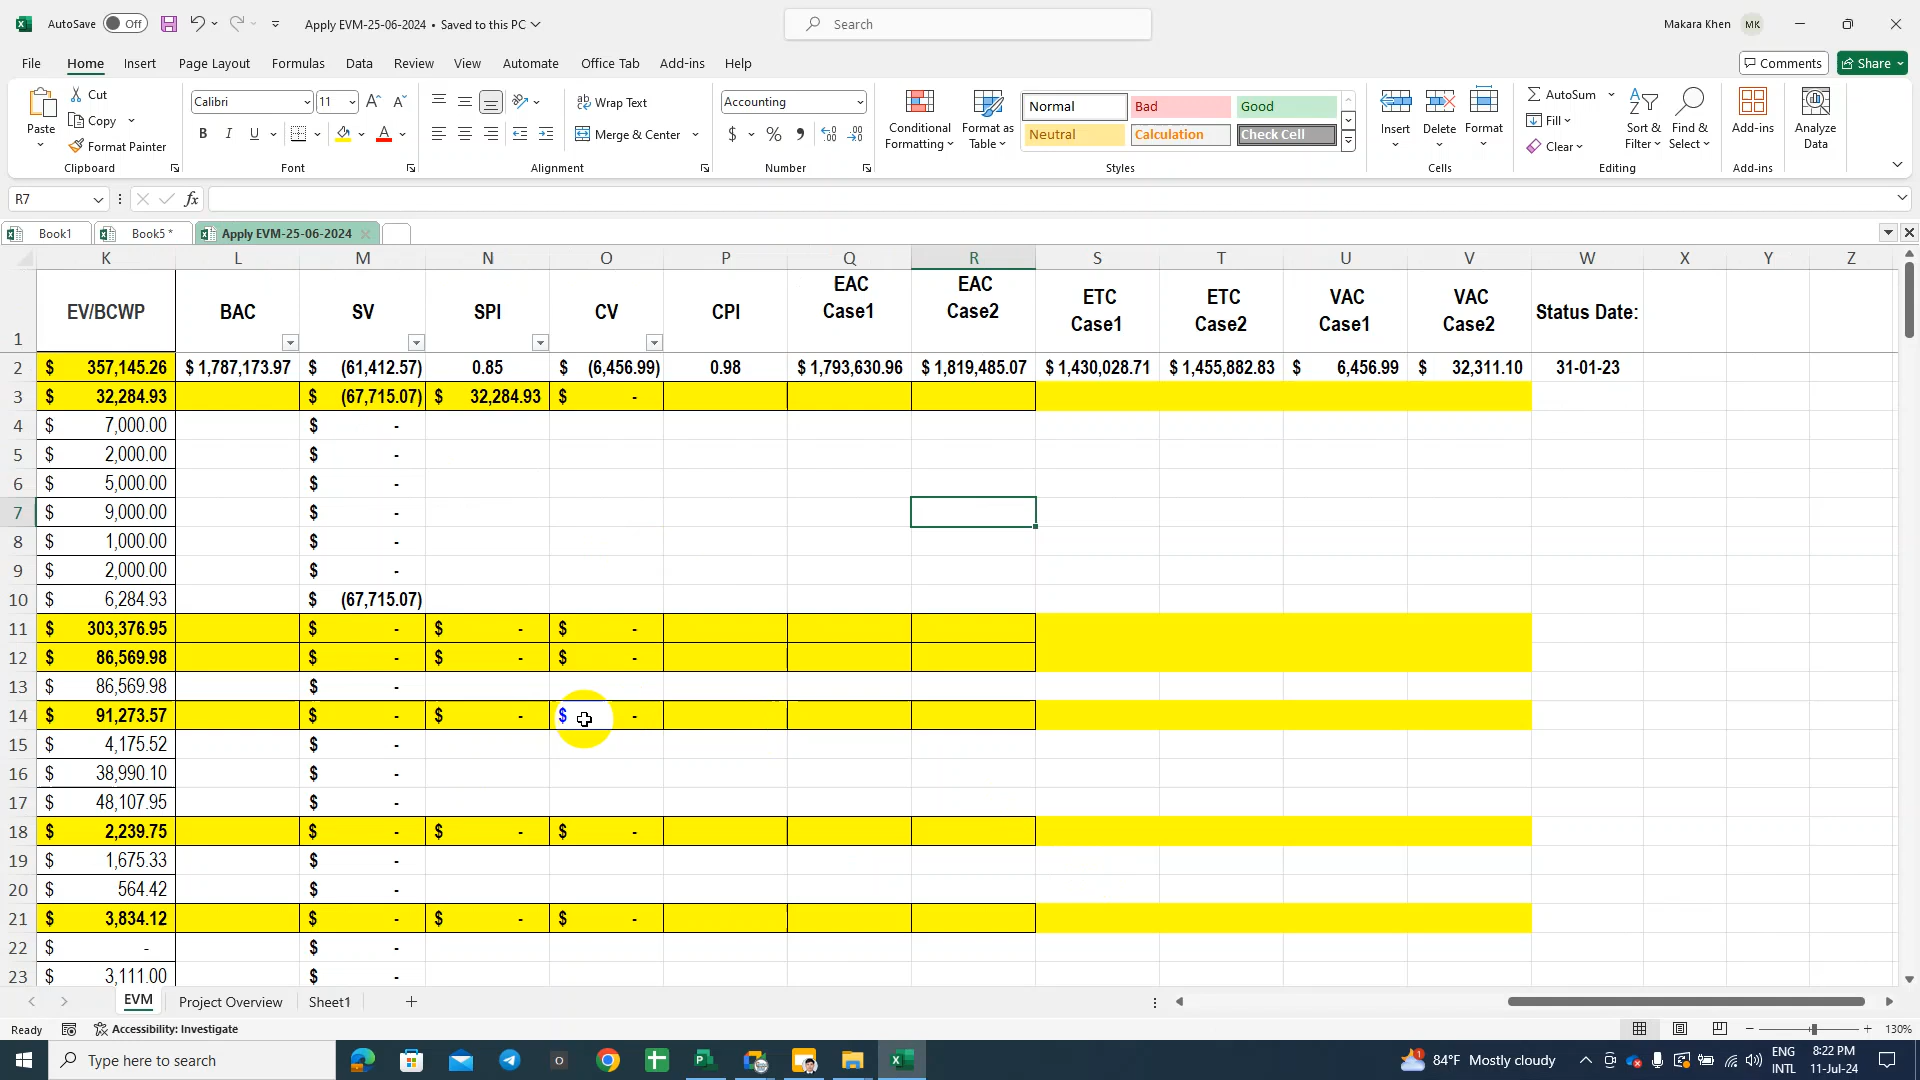 AutoSave Off Apply EVM-25-06-2024 • Saved to this PC Search Makara Khen MK
File Home Insert Page Layout Formulas Data Review View Automate Developer Office Tab Add-ins Help Comments Share
Paste Cut Copy Format Painter Clipboard
Calibri 11 B I U Font
Wrap Text Merge & Center Alignment
Accounting $ % , Number
Conditional Formatting Format as Table
Normal Bad Good
Neutral Calculation Check Cell
Styles
Insert Delete Format Cells
AutoSum Fill Clear Sort & Filter Find & Select Editing
Add-ins Add-ins
Analyze Data
R7 fx
Book1 Book5 * Apply EVM-25-06-2024
K L M N O P Q R S T U V W X Y Z
1 EV/BCWP BAC SV SPI CV CPI EAC Case1 EAC Case2 ETC Case1 ETC Case2 VAC Case1 VAC Case2 Status Date:
2 $ 357,145.26 $ 1,787,173.97 $ (61,412.57) 0.85 $ (6,456.99) 0.98 $ 1,793,630.96 $ 1,819,485.07 $ 1,430,028.71 $ 1,455,882.83 $ 6,456.99 $ 32,311.10 31-01-23
3 $ 32,284.93 $ (67,715.07) $ 32,284.93 $ -
4 $ 7,000.00 $ -
5 $ 2,000.00 $ -
6 $ 5,000.00 $ -
7 $ 9,000.00 $ -
8 $ 1,000.00 $ -
9 $ 2,000.00 $ -
10 $ 6,284.93 $ (67,715.07)
11 $ 303,376.95 $ - $ - $ -
12 $ 86,569.98 $ - $ - $ -
13 $ 86,569.98 $ -
14 $ 91,273.57 $ - $ - $ -
15 $ 4,175.52 $ -
16 $ 38,990.10 $ -
17 $ 48,107.95 $ -
18 $ 2,239.75 $ - $ - $ -
19 $ 1,675.33 $ -
20 $ 564.42 $ -
21 $ 3,834.12 $ - $ - $ -
22 $ - $ -
23 $ 3,111.00 $ -
EVM Project Overview Sheet1
Ready Accessibility: Investigate 130%
Type here to search 84°F Mostly cloudy ENG INTL 8:22 PM 11-Jul-24